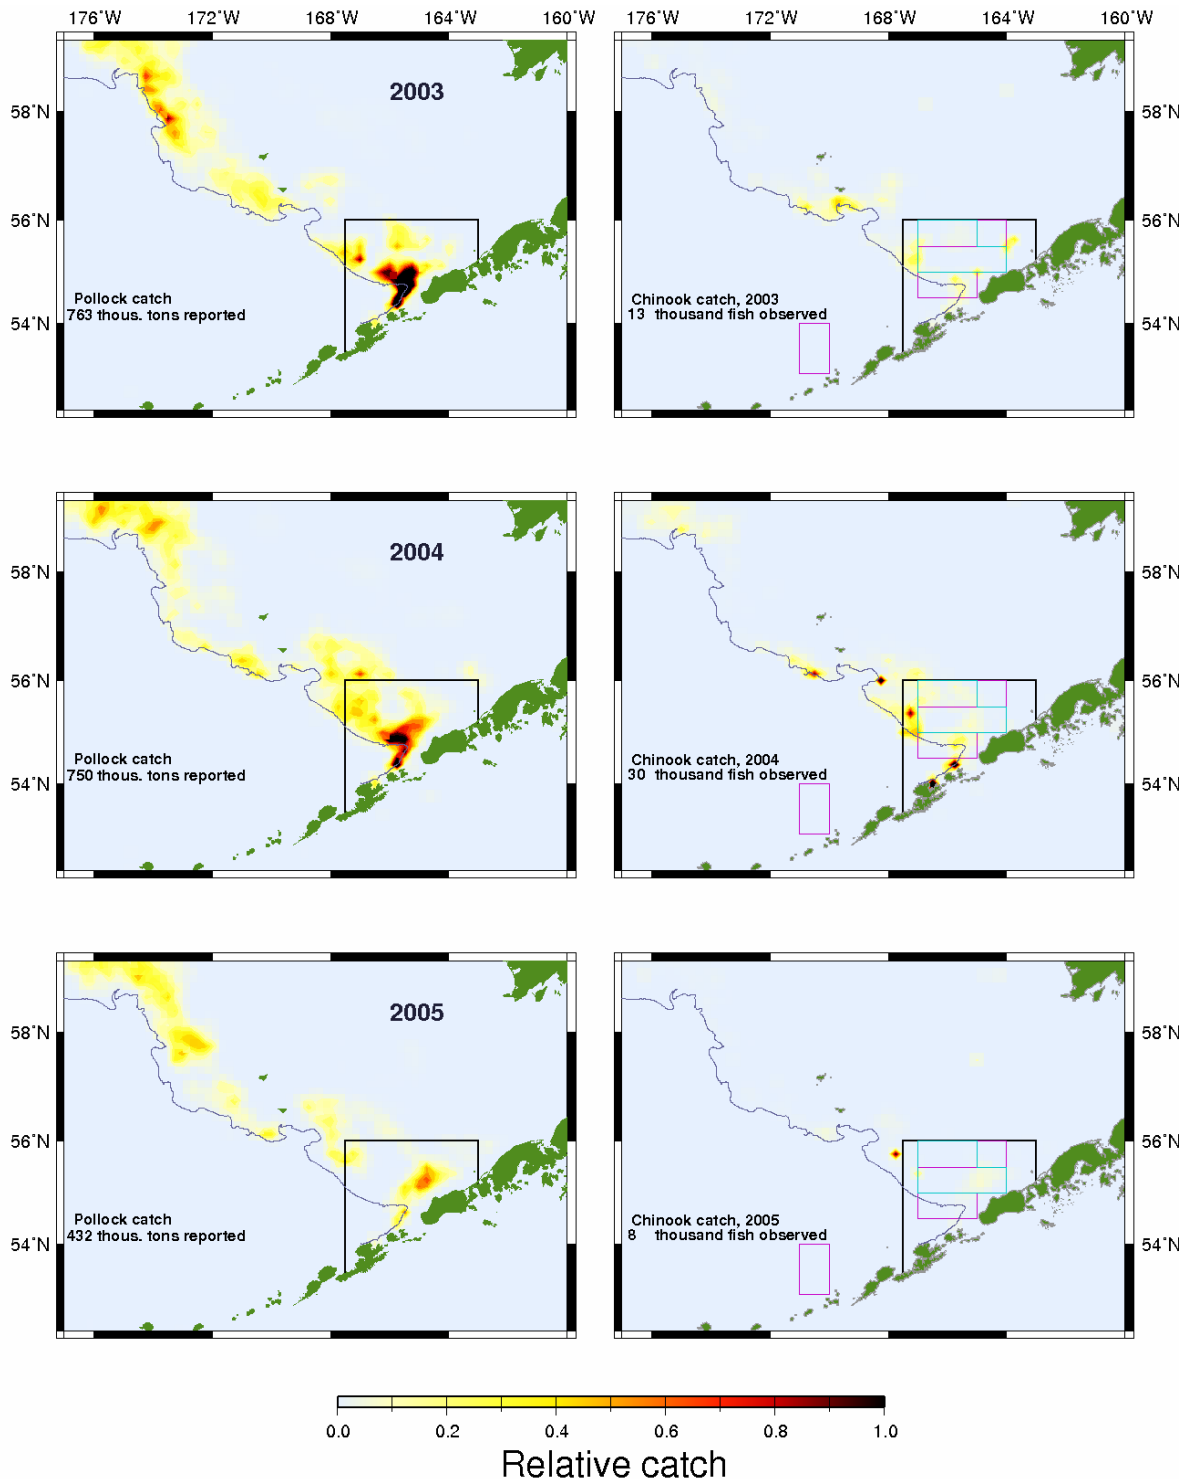 176˚W 172˚W 168˚W 164˚W 160˚W 176˚W 172˚W 168˚W 164˚W 160˚W
58˚N 2003 58˚N
56˚N 56˚N
Pollock catch Chinook catch, 2003
763 thous. tons reported 13 thousand fish observed
54˚N 54˚N
58˚N 2004 58˚N
56˚N 56˚N
Pollock catch Chinook catch, 2004
750 thous. tons reported 30 thousand fish observed
54˚N 54˚N
58˚N 2005 58˚N
56˚N 56˚N
Pollock catch Chinook catch, 2005
432 thous. tons reported 8 thousand fish observed
54˚N 54˚N
0.0 0.2 0.4 0.6 0.8 1.0
Relative catch